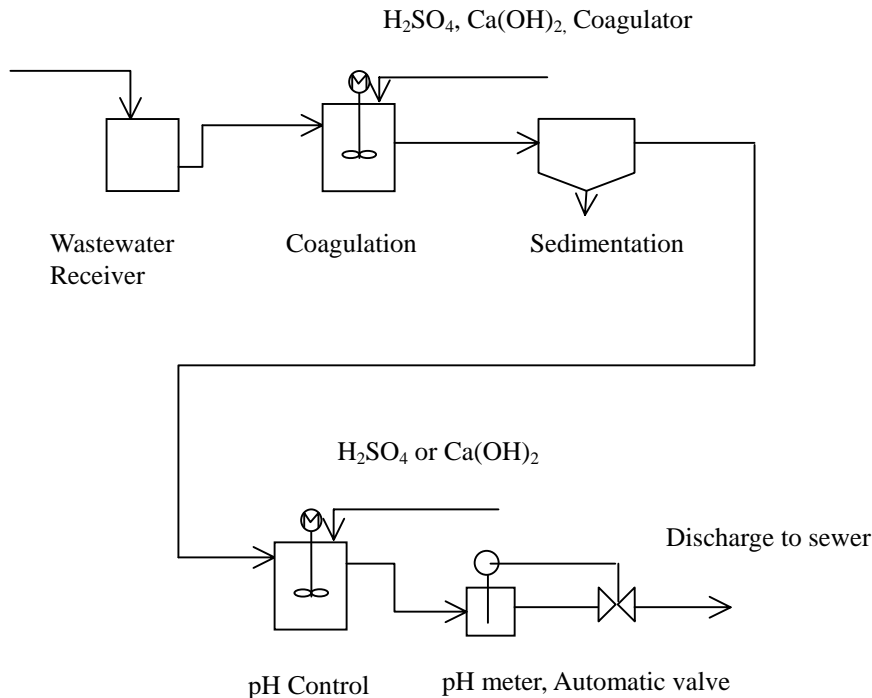 H₂SO₄, Ca(OH)₂, Coagulator
M
Wastewater
Receiver
Coagulation
Sedimentation
H₂SO₄ or Ca(OH)₂
M
Discharge to sewer
pH Control
pH meter, Automatic valve